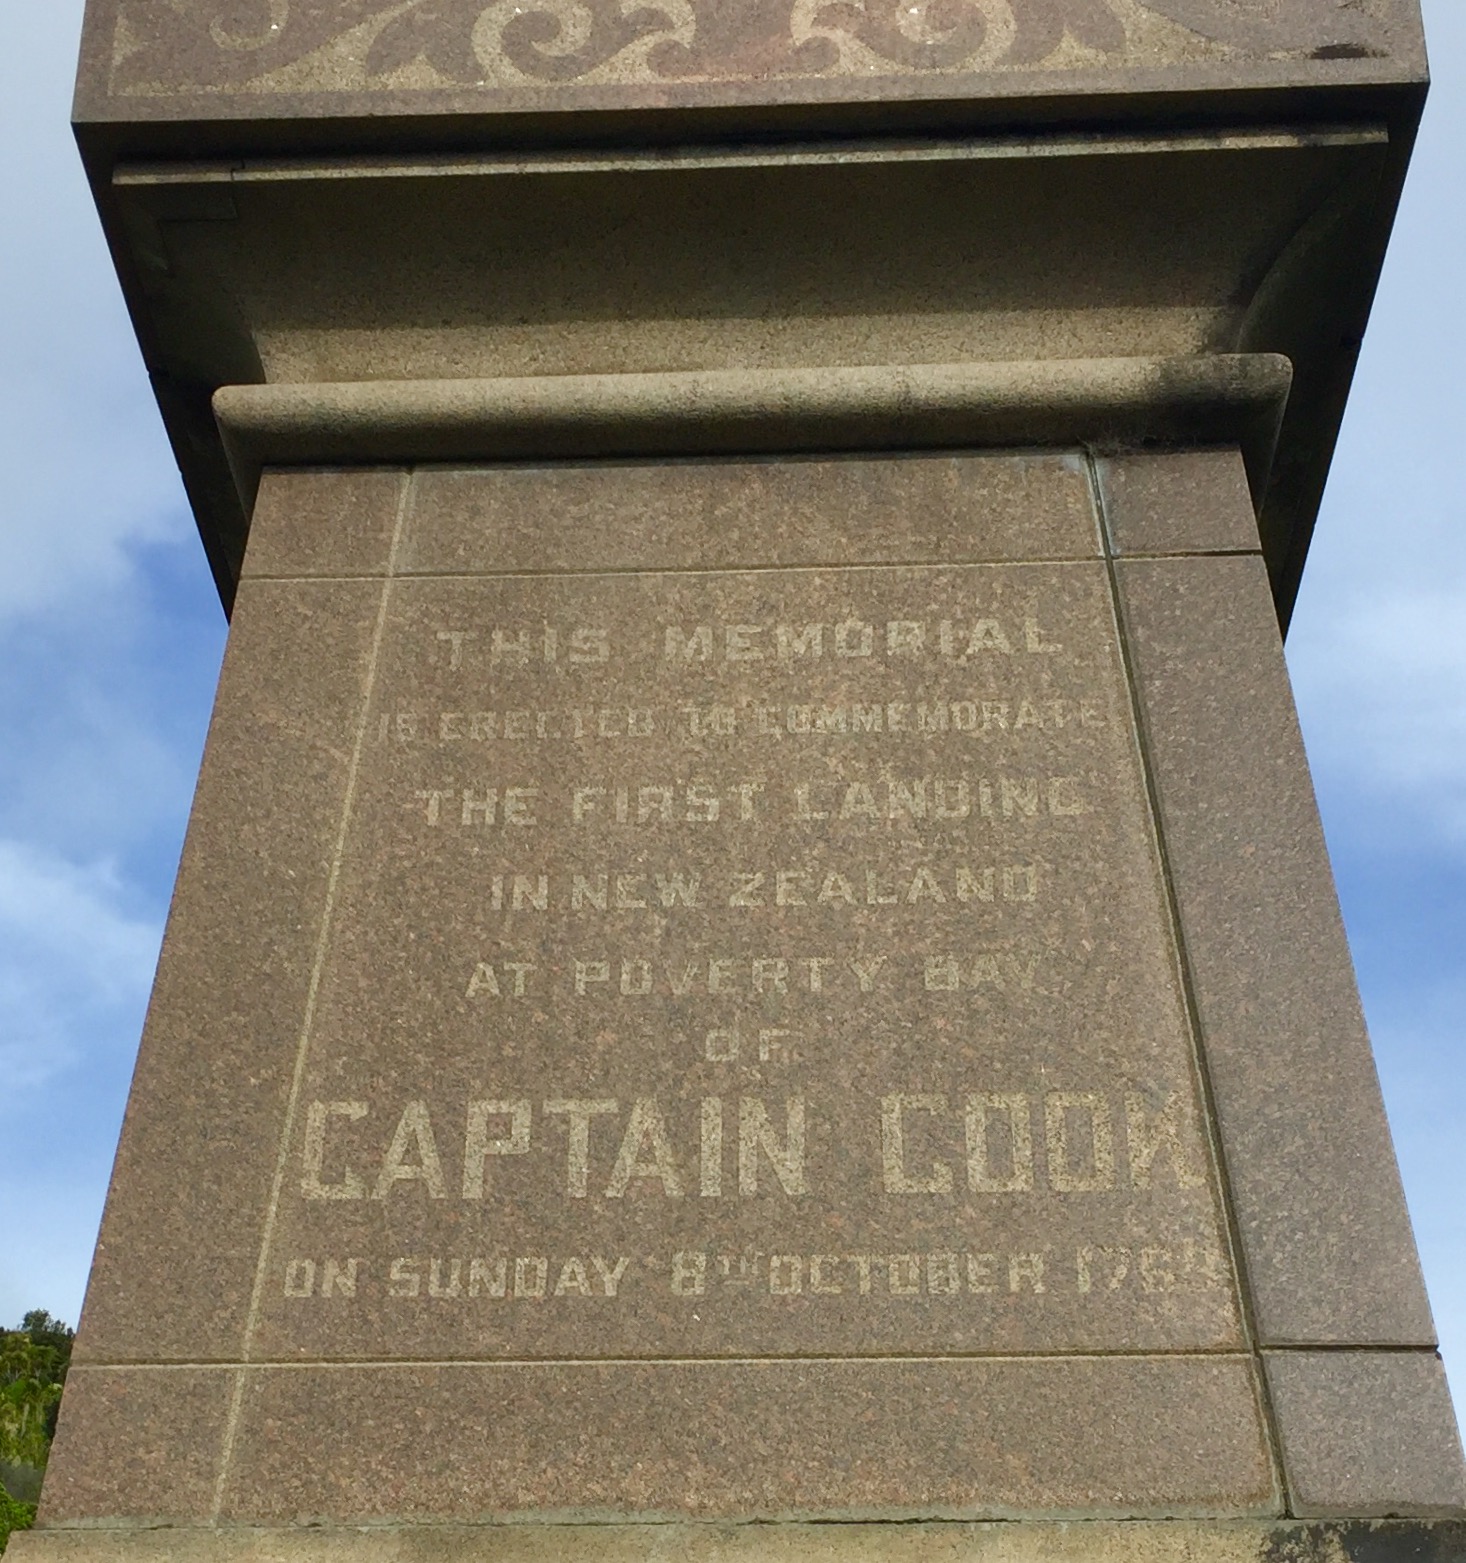 THIS MEMORIAL
IS ERECTED TO COMMEMORATE
THE FIRST LANDING
IN NEW ZEALAND
AT POVERTY BAY
OF
CAPTAIN COOK
ON SUNDAY 8TH OCTOBER 1769